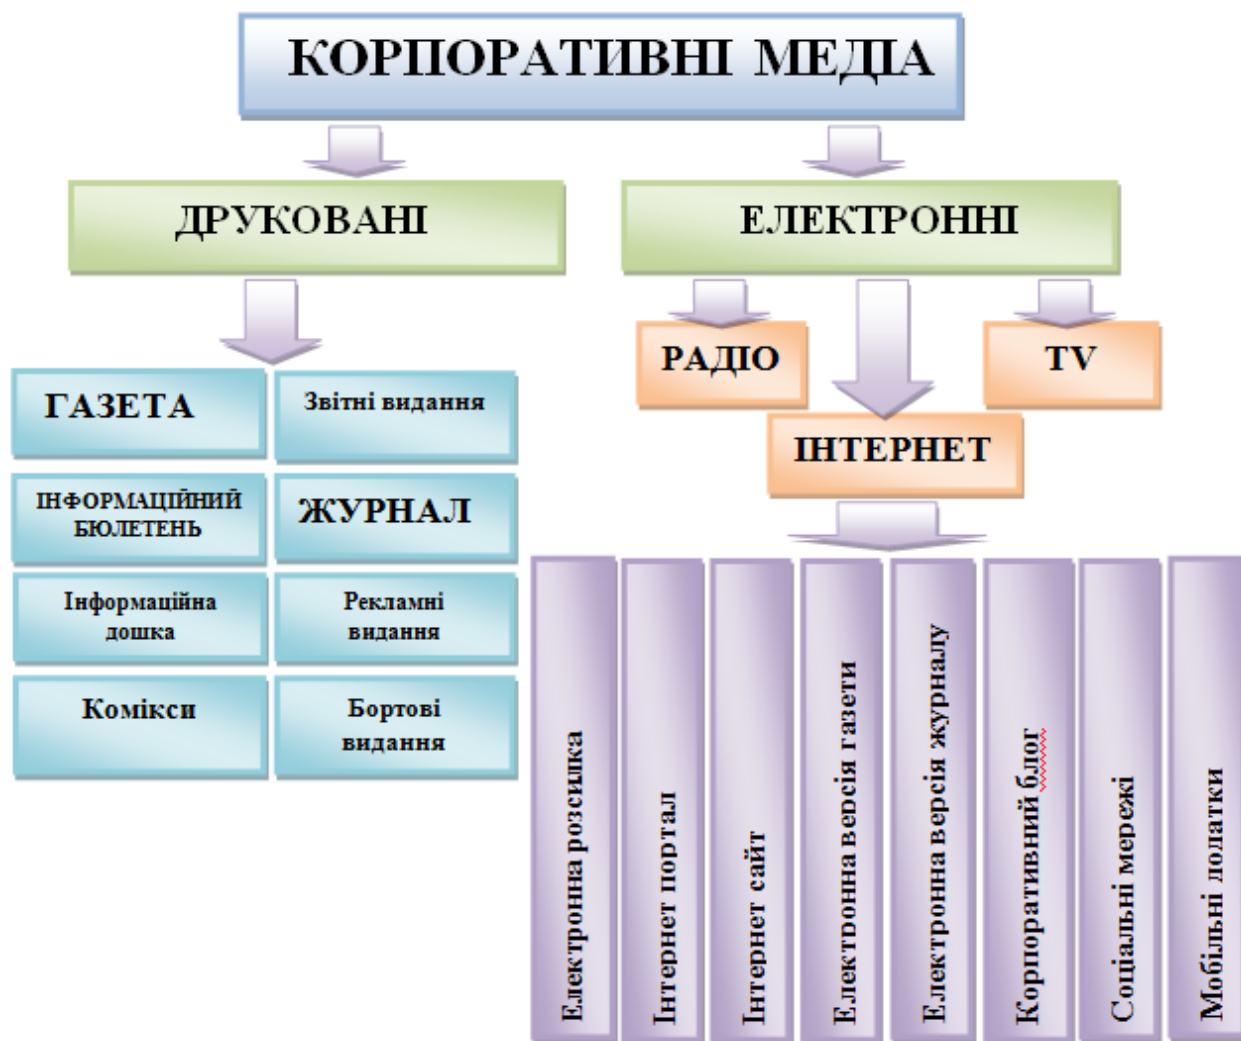 КОРПОРАТИВНІ МЕДІА
ДРУКОВАНІ
ЕЛЕКТРОННІ
РАДІО
TV
ІНТЕРНЕТ
ГАЗЕТА
Звітні видання
ІНФОРМАЦІЙНИЙ
БЮЛЕТЕНЬ
ЖУРНАЛ
Інформаційна
дошка
Рекламні
видання
Комікси
Бортові
видання
Електронна розсилка
Інтернет портал
Інтернет сайт
Електронна версія газети
Електронна версія журналу
Корпоративний блог
Соціальні мережі
Мобільні додатки